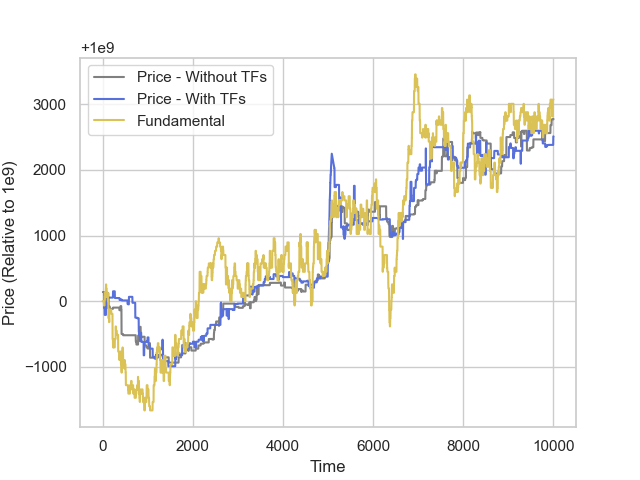 +1e9
Price - Without TFs
Price - With TFs
Fundamental
3000
2000
1000
0
−1000
Price (Relative to 1e9)
0 2000 4000 6000 8000 10000
Time